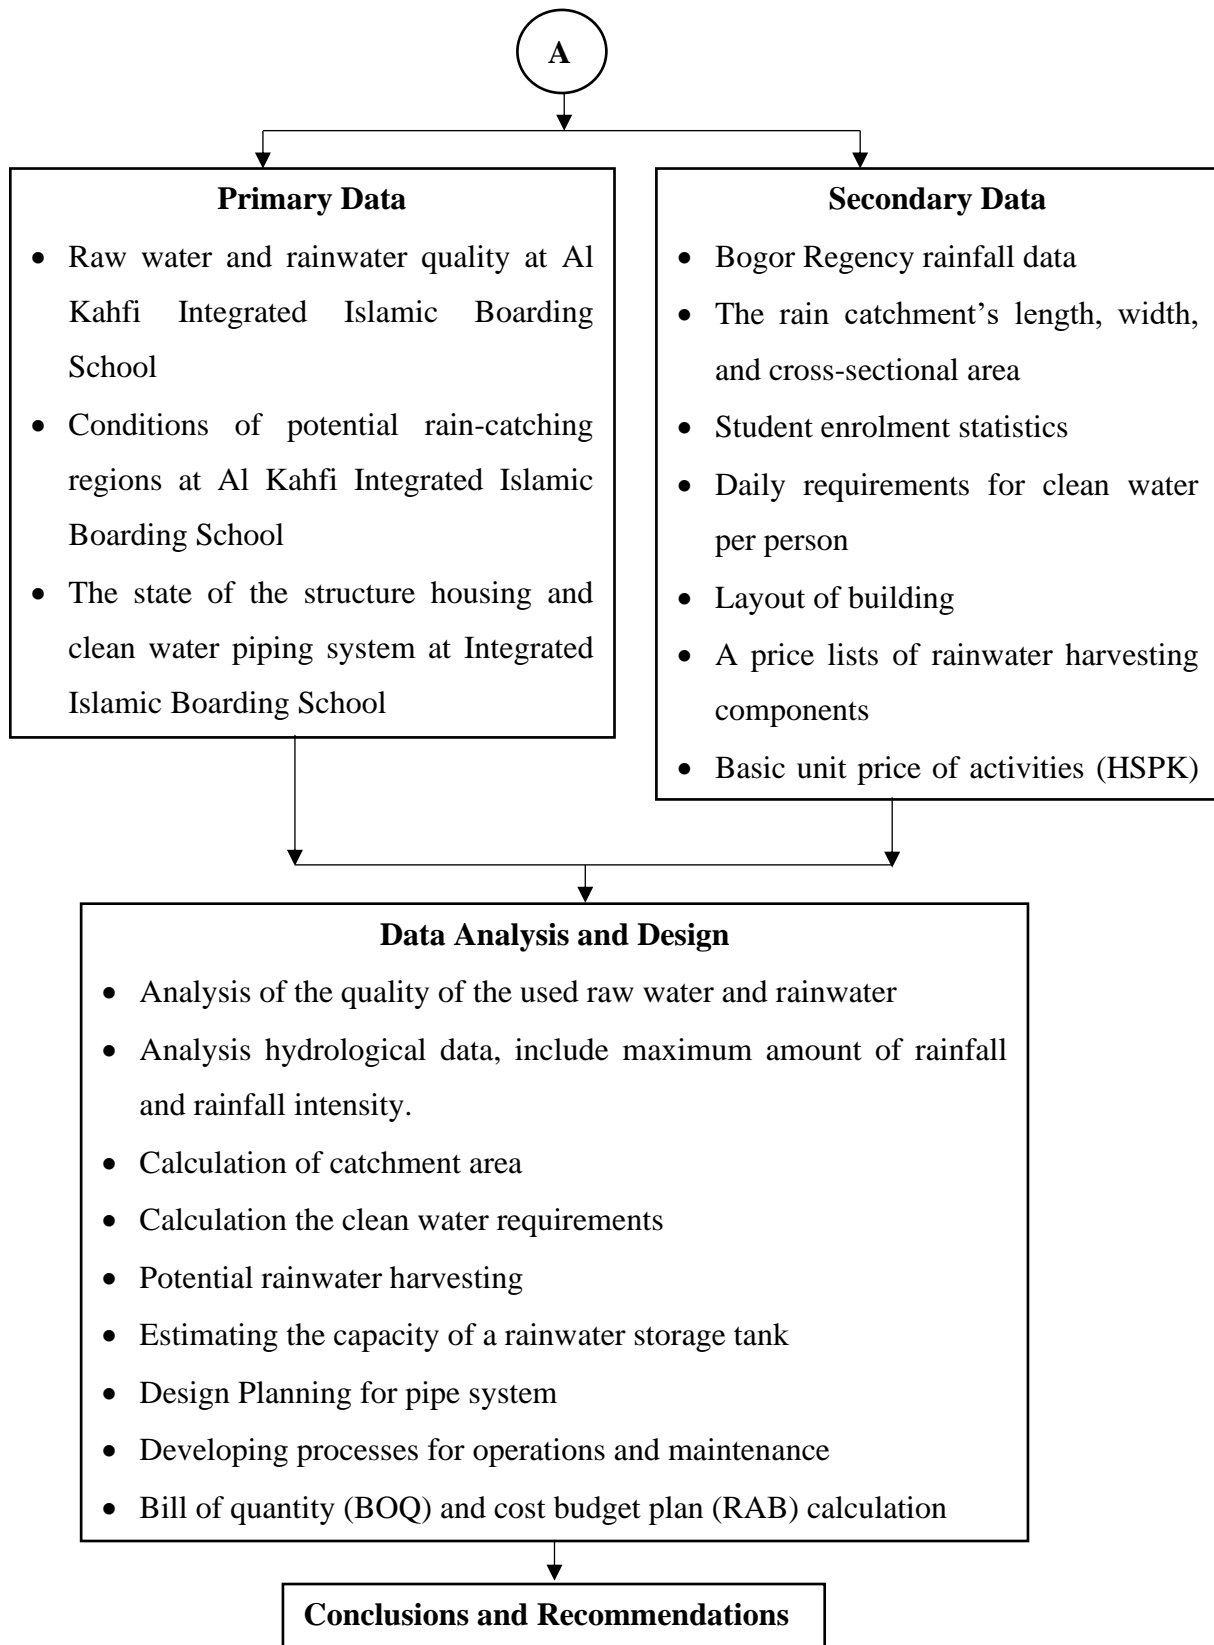 A
Primary Data
• Raw water and rainwater quality at Al
Kahfi Integrated Islamic Boarding
School
• Conditions of potential rain-catching
regions at Al Kahfi Integrated Islamic
Boarding School
• The state of the structure housing and
clean water piping system at Integrated
Islamic Boarding School
Secondary Data
• Bogor Regency rainfall data
• The rain catchment’s length, width,
and cross-sectional area
• Student enrolment statistics
• Daily requirements for clean water
per person
• Layout of building
• A price lists of rainwater harvesting
components
• Basic unit price of activities (HSPK)
Data Analysis and Design
• Analysis of the quality of the used raw water and rainwater
• Analysis hydrological data, include maximum amount of rainfall
and rainfall intensity.
• Calculation of catchment area
• Calculation the clean water requirements
• Potential rainwater harvesting
• Estimating the capacity of a rainwater storage tank
• Design Planning for pipe system
• Developing processes for operations and maintenance
• Bill of quantity (BOQ) and cost budget plan (RAB) calculation
Conclusions and Recommendations